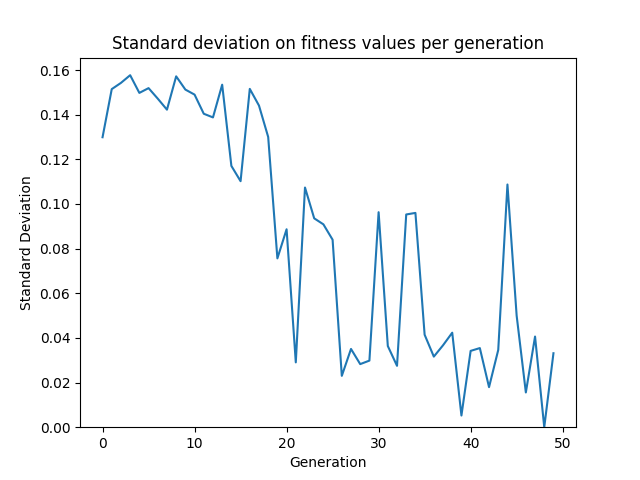 Standard deviation on fitness values per generation
0.16
0.14
0.12
0.10
0.08
0.06
0.04
0.02
0.00
Standard Deviation
0 10 20 30 40 50
Generation